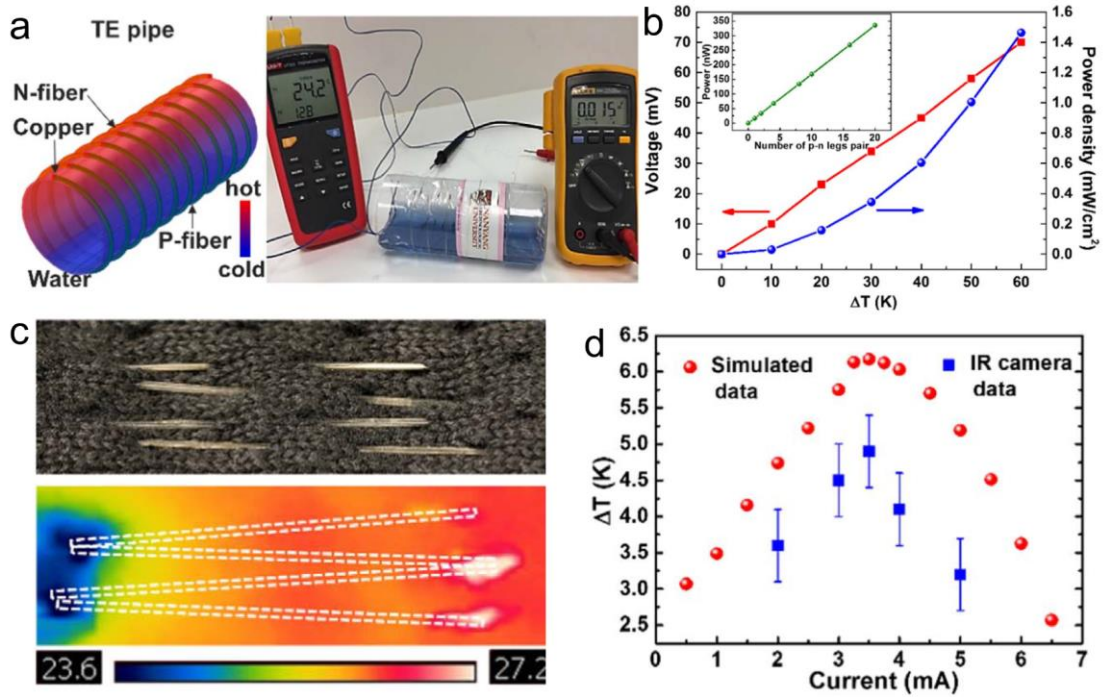 a
TE pipe
N-fiber
Copper
hot
cold
P-fiber
Water
UNI-T
24.2
128
0.015
NANYANG
UNIVERSITY
b
Voltage (mV)
80
70
60
50
40
30
20
10
0
Power (nW)
350
300
250
200
150
100
50
0
0 5 10 15 20
Number of p-n legs pair
1.6
1.4
1.2
1.0
0.8
0.6
0.4
0.2
0.0
Power density (mW/cm²)
0 10 20 30 40 50 60
ΔT (K)
c
23.6
27.2
d
ΔT (K)
6.5
6.0
5.5
5.0
4.5
4.0
3.5
3.0
2.5
Simulated
data
IR camera
data
0 1 2 3 4 5 6 7
Current (mA)